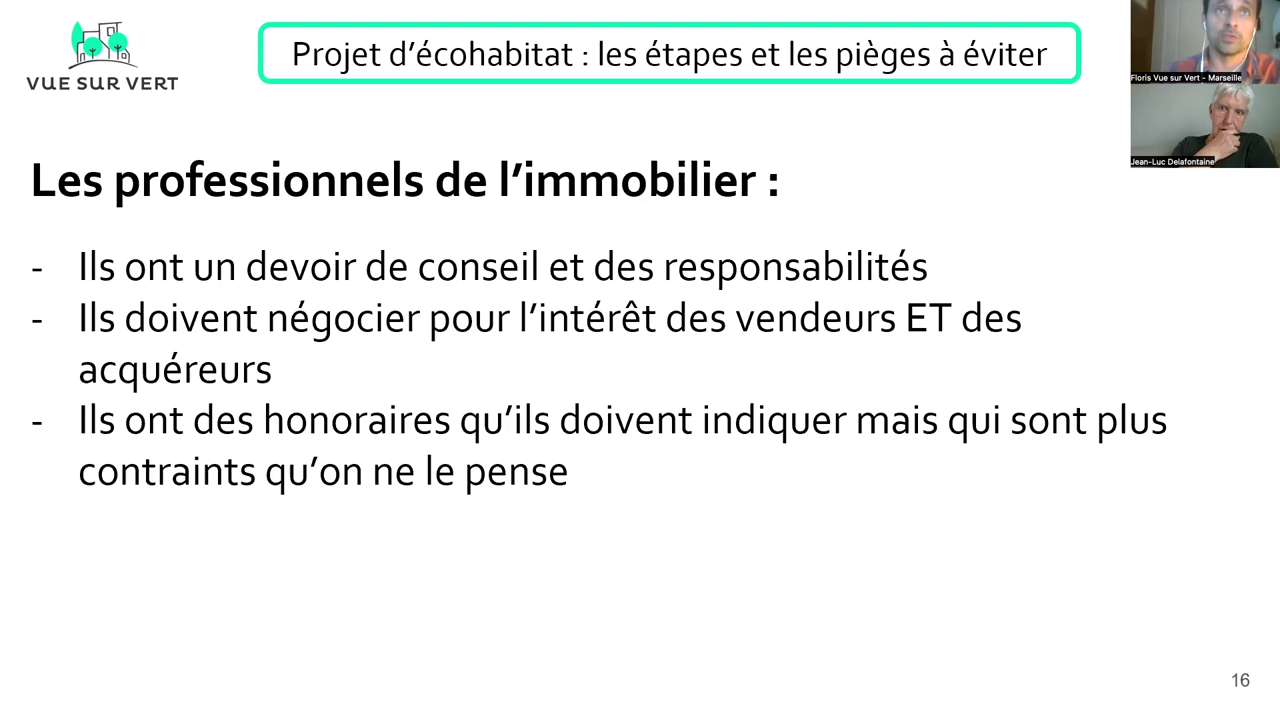 VUE SUR VERT
Projet d’écohabitat : les étapes et les pièges à éviter
Floris Vue sur Vert - Marseille
Jean-Luc Delafontaine
Les professionnels de l’immobilier :
- Ils ont un devoir de conseil et des responsabilités
- Ils doivent négocier pour l’intérêt des vendeurs ET des
acquéreurs
- Ils ont des honoraires qu’ils doivent indiquer mais qui sont plus
contraints qu’on ne le pense
16